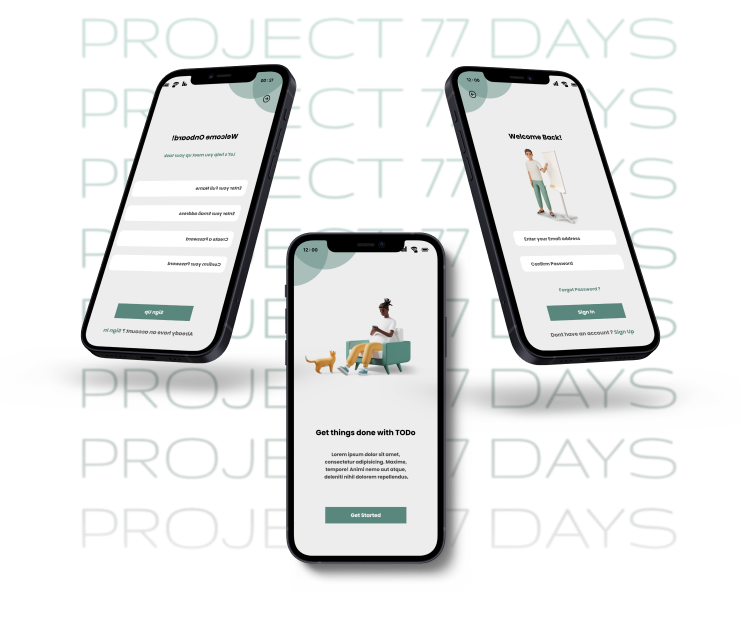 PROJECT 77 DAYS
PROJECT 77 DAYS
PROJECT 77 DAYS
PROJECT 77 DAYS
PROJECT 77 DAYS
PROJECT 77 DAYS
PROJECT 77 DAYS
PROJECT 77 DAYS
12:00
Welcome Onboard!
Let's help you meet up your task
Enter your Full Name
Enter your Email address
Create a Password
Confirm your Password
Sign Up
Already have an account ? Sign In
12:00
Welcome Back!
Enter your Email address
Confirm Password
Forgot Password ?
Sign In
Dont have an account ? Sign Up
12:00
Get things done with TODo
Lorem ipsum dolor sit amet,
consectetur adipisicing. Maxime,
tempore! Animi nemo aut atque,
deleniti nihil dolorem repellendus.
Get Started